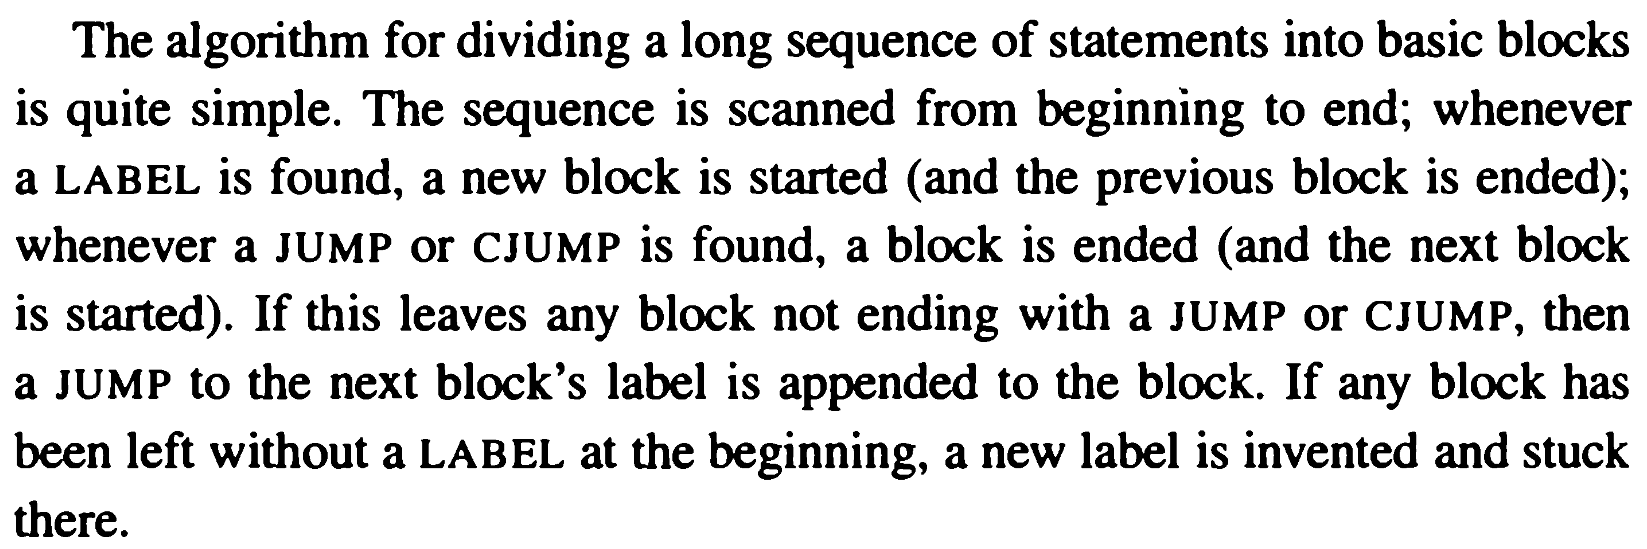 The algorithm for dividing a long sequence of statements into basic blocks
is quite simple. The sequence is scanned from beginning to end; whenever
a LABEL is found, a new block is started (and the previous block is ended);
whenever a JUMP or CJUMP is found, a block is ended (and the next block
is started). If this leaves any block not ending with a JUMP or CJUMP, then
a JUMP to the next block's label is appended to the block. If any block has
been left without a LABEL at the beginning, a new label is invented and stuck
there.